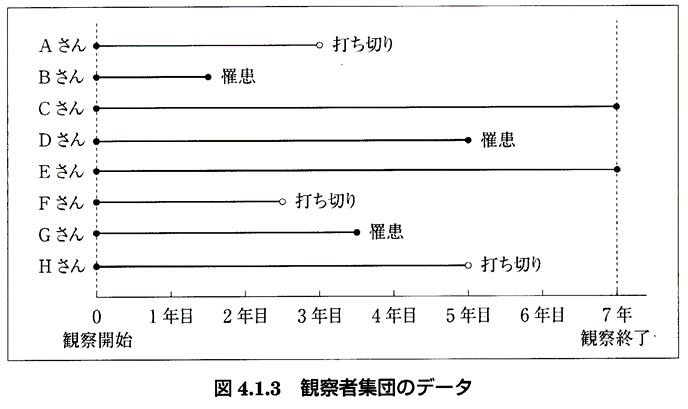 Aさん 打ち切り
Bさん 罹患
Cさん
Dさん 罹患
Eさん
Fさん 打ち切り
Gさん 罹患
Hさん 打ち切り
0 1年目 2年目 3年目 4年目 5年目 6年目 7年
観察開始 観察終了
図4.1.3 観察者集団のデータ